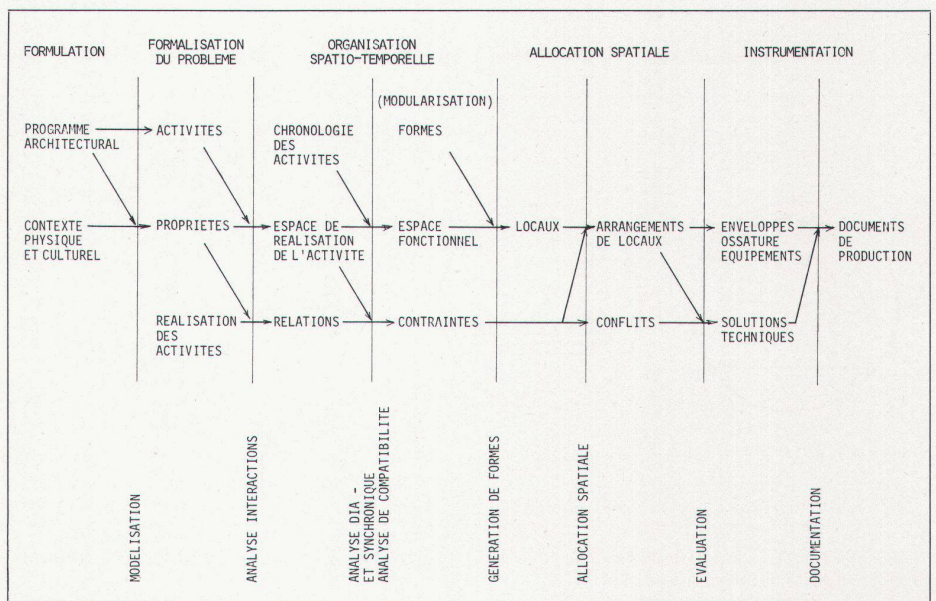 FORMULATION
FORMALISATION
DU PROBLEME
ORGANISATION
SPATIO-TEMPORELLE
ALLOCATION SPATIALE
INSTRUMENTATION
(MODULARISATION)
PROGRAMME
ARCHITECTURAL
ACTIVITES
CHRONOLOGIE
DES
ACTIVITES
FORMES
CONTEXTE
PHYSIQUE
ET CULTUREL
PROPRIETES
ESPACE DE
REALISATION
DE L'ACTIVITE
ESPACE
FONCTIONNEL
LOCAUX
ARRANGEMENTS
DE LOCAUX
ENVELOPPES
OSSATURE
EQUIPEMENTS
DOCUMENTS
DE
PRODUCTION
REALISATION
DES
ACTIVITES
RELATIONS
CONTRAINTES
CONFLITS
SOLUTIONS
TECHNIQUES
MODELISATION
ANALYSE INTERACTIONS
ANALYSE DIA -
ET SYNCHRONIQUE
ANALYSE DE COMPATIBILITE
GENERATION DE FORMES
ALLOCATION SPATIALE
EVALUATION
DOCUMENTATION